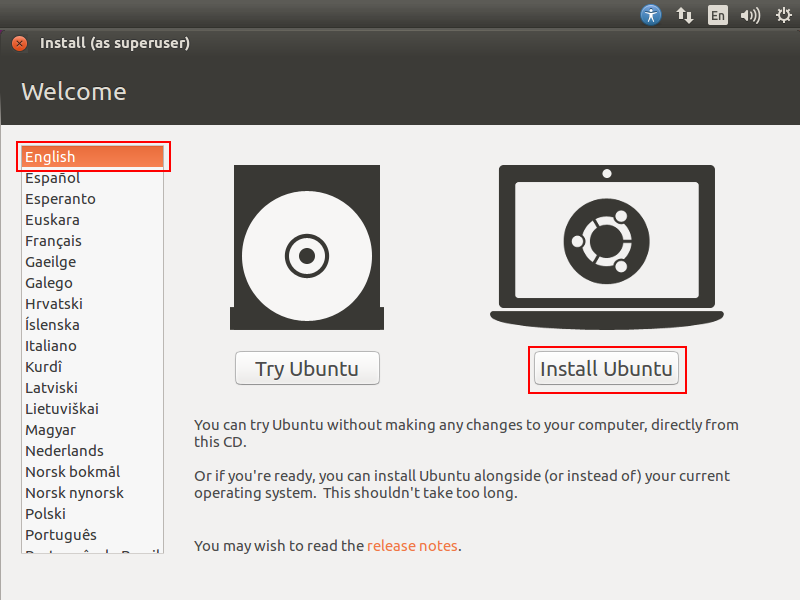 En
Install (as superuser)
Welcome
English
Español
Esperanto
Euskara
Français
Gaeilge
Galego
Hrvatski
Íslenska
Italiano
Kurdî
Latviski
Lietuviškai
Magyar
Nederlands
Norsk bokmål
Norsk nynorsk
Polski
Português
Try Ubuntu
Install Ubuntu
You can try Ubuntu without making any changes to your computer, directly from
this CD.
Or if you're ready, you can install Ubuntu alongside (or instead of) your current
operating system. This shouldn't take too long.
You may wish to read the release notes.